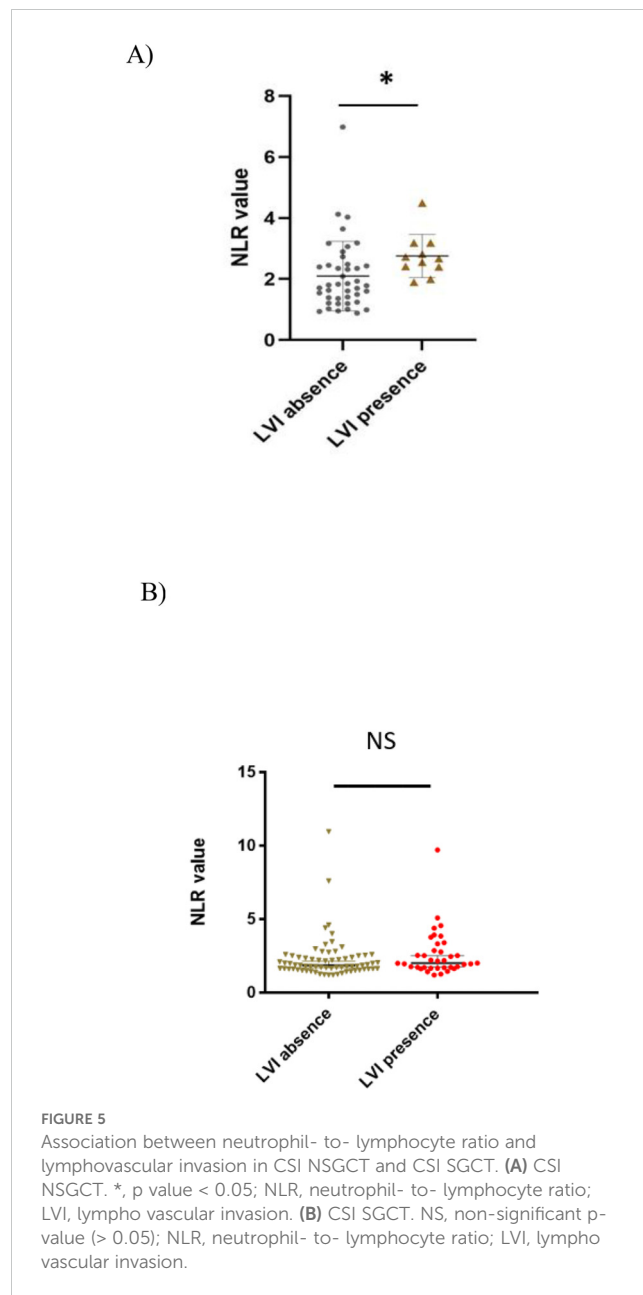 A)
*
8
6
4
2
0
NLR value
LVI absence
LVI presence
B)
NS
15
10
5
0
NLR value
LVI absence
LVI presence
FIGURE 5
Association between neutrophil- to- lymphocyte ratio and
lymphovascular invasion in CSI NSGCT and CSI SGCT. (A) CSI
NSGCT. *, p value < 0.05; NLR, neutrophil- to- lymphocyte ratio;
LVI, lympho vascular invasion. (B) CSI SGCT. NS, non-significant p-
value (> 0.05); NLR, neutrophil- to- lymphocyte ratio; LVI, lympho
vascular invasion.